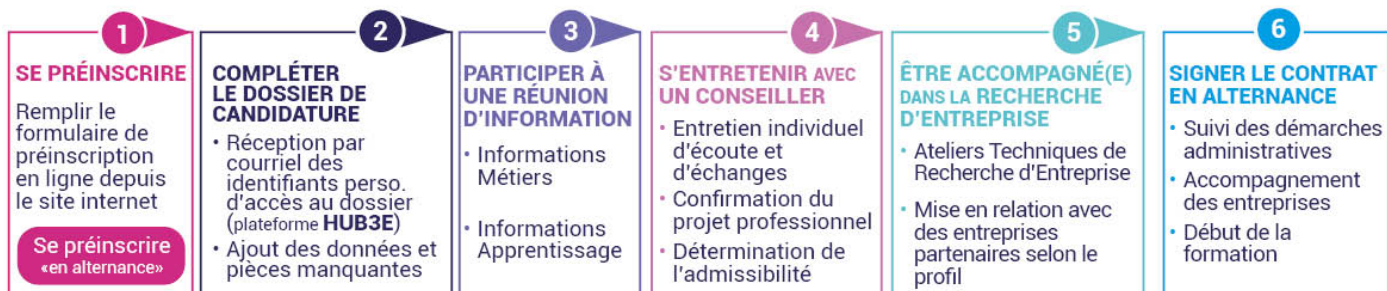 1
SE PRÉINSCRIRE
Remplir le
formulaire de
préinscription
en ligne depuis
le site internet
Se préinscrire
«en alternance»
2
COMPLÉTER
LE DOSSIER DE
CANDIDATURE
• Réception par
courriel des
identifiants perso.
d'accès au dossier
(plateforme HUB3E)
• Ajout des données et
pièces manquantes
3
PARTICIPER À
UNE RÉUNION
D'INFORMATION
• Informations
Métiers
• Informations
Apprentissage
4
S'ENTRETENIR AVEC
UN CONSEILLER
• Entretien individuel
d'écoute et
d'échanges
• Confirmation du
projet professionnel
• Détermination de
l'admissibilité
5
ÊTRE ACCOMPAGNÉ(E)
DANS LA RECHERCHE
D'ENTREPRISE
• Ateliers Techniques de
Recherche d'Entreprise
• Mise en relation avec
des entreprises
partenaires selon le
profil
6
SIGNER LE CONTRAT
EN ALTERNANCE
• Suivi des démarches
administratives
• Accompagnement
des entreprises
• Début de la
formation